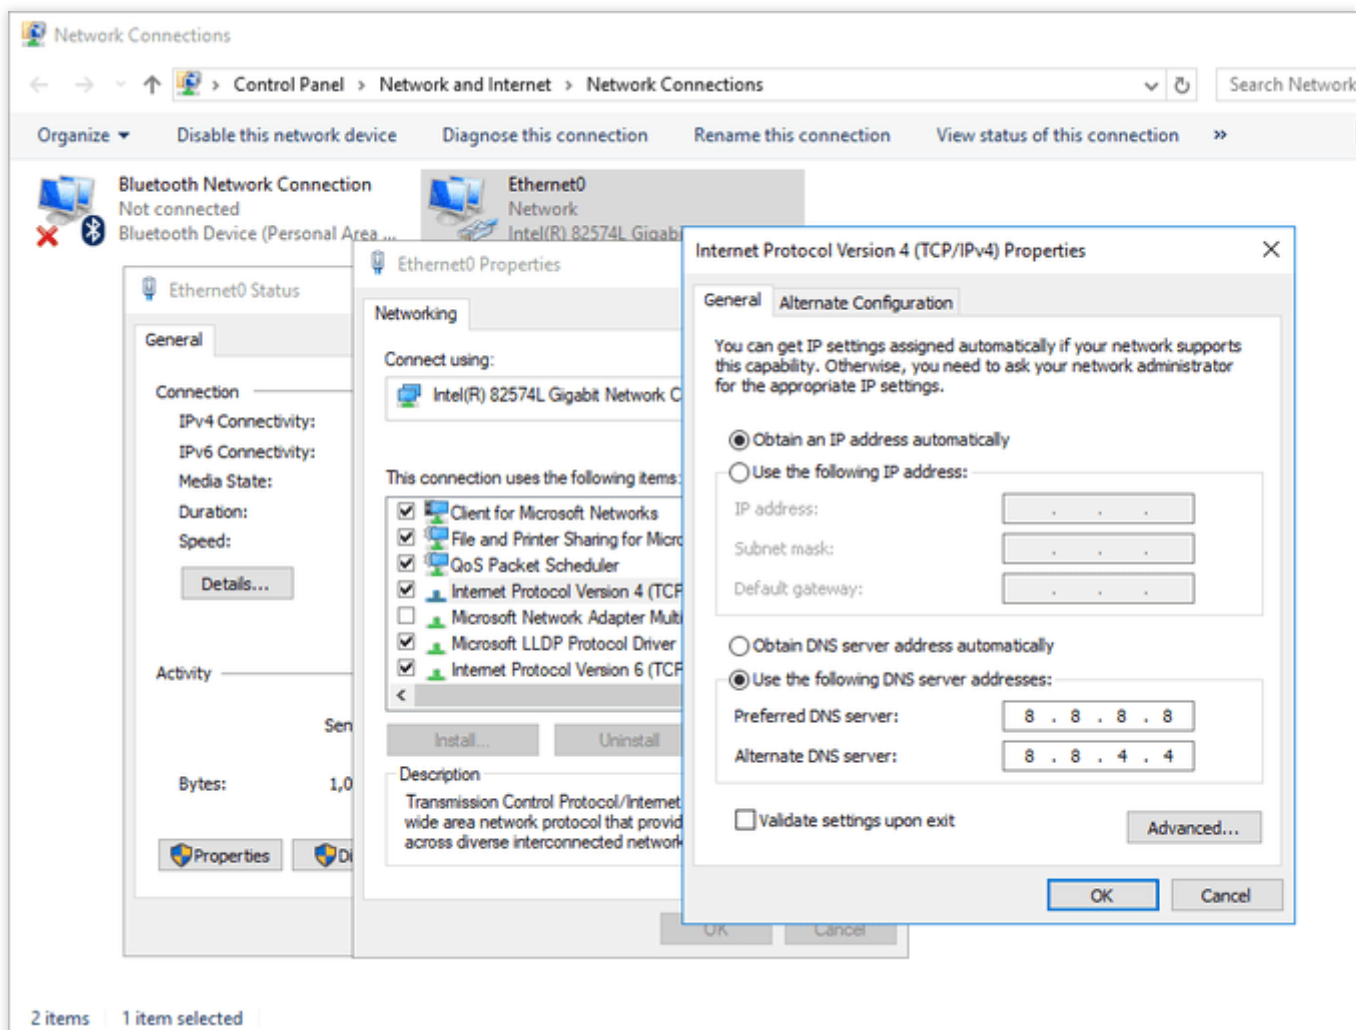 Network Connections
Control Panel > Network and Internet > Network Connections
Search Network
Organize
Disable this network device
Diagnose this connection
Rename this connection
View status of this connection
»
Bluetooth Network Connection
Not connected
Bluetooth Device (Personal Area ...
Ethernet0
Network
Intel(R) 82574L Gigab
Ethernet0 Status
General
Connection
IPv4 Connectivity:
IPv6 Connectivity:
Media State:
Duration:
Speed:
Details...
Activity
Sen
Bytes: 1,0
Properties
Di
Ethernet0 Properties
Networking
Connect using:
Intel(R) 82574L Gigabit Network C
This connection uses the following items:
Client for Microsoft Networks
File and Printer Sharing for Micro
QoS Packet Scheduler
Internet Protocol Version 4 (TCP
Microsoft Network Adapter Multi
Microsoft LLDP Protocol Driver
Internet Protocol Version 6 (TCP
Install...
Uninstall
Description
Transmission Control Protocol/Internet
wide area network protocol that provid
across diverse interconnected network
OK
Cancel
Internet Protocol Version 4 (TCP/IPv4) Properties
General
Alternate Configuration
You can get IP settings assigned automatically if your network supports
this capability. Otherwise, you need to ask your network administrator
for the appropriate IP settings.
Obtain an IP address automatically
Use the following IP address:
IP address: . . .
Subnet mask: . . .
Default gateway: . . .
Obtain DNS server address automatically
Use the following DNS server addresses:
Preferred DNS server: 8 . 8 . 8 . 8
Alternate DNS server: 8 . 8 . 4 . 4
Validate settings upon exit
Advanced...
OK
Cancel
2 items
1 item selected